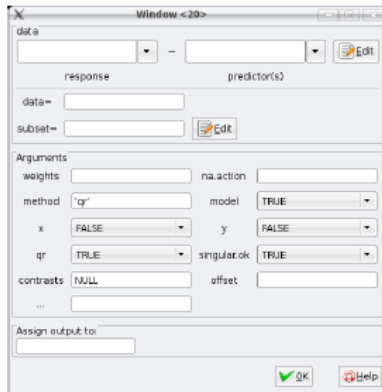 Window <20>
data
~ Edit
response predictor(s)
data=
subset= Edit
Arguments
weights na.action
method 'qr' model TRUE
x FALSE y FALSE
qr TRUE singular.ok TRUE
contrasts NULL offset
...
Assign output to:
OK Help